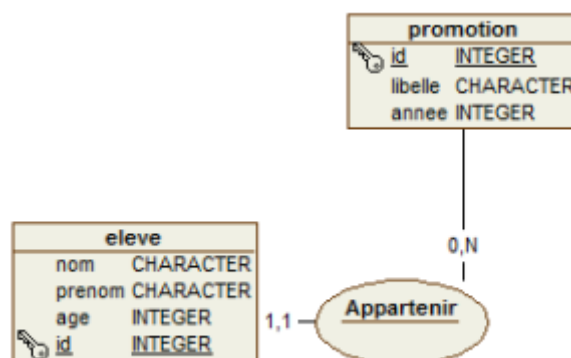 promotion
id INTEGER
libelle CHARACTER
annee INTEGER
0,N
eleve
nom CHARACTER
prenom CHARACTER
age INTEGER
id INTEGER
1,1
Appartenir